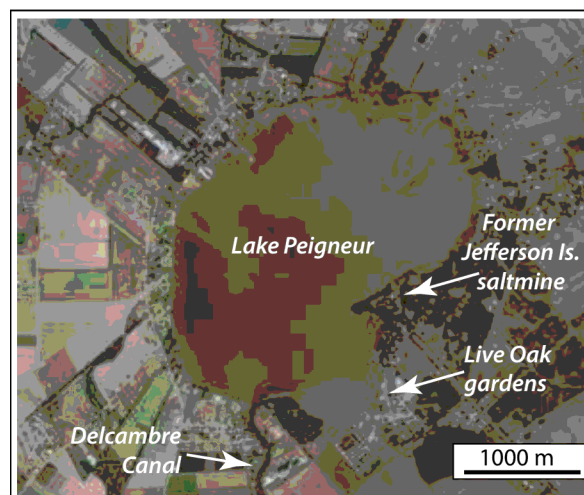 Lake Peigneur
Former
Jefferson Is.
saltmine
Live Oak
gardens
Delcambre
Canal
1000 m